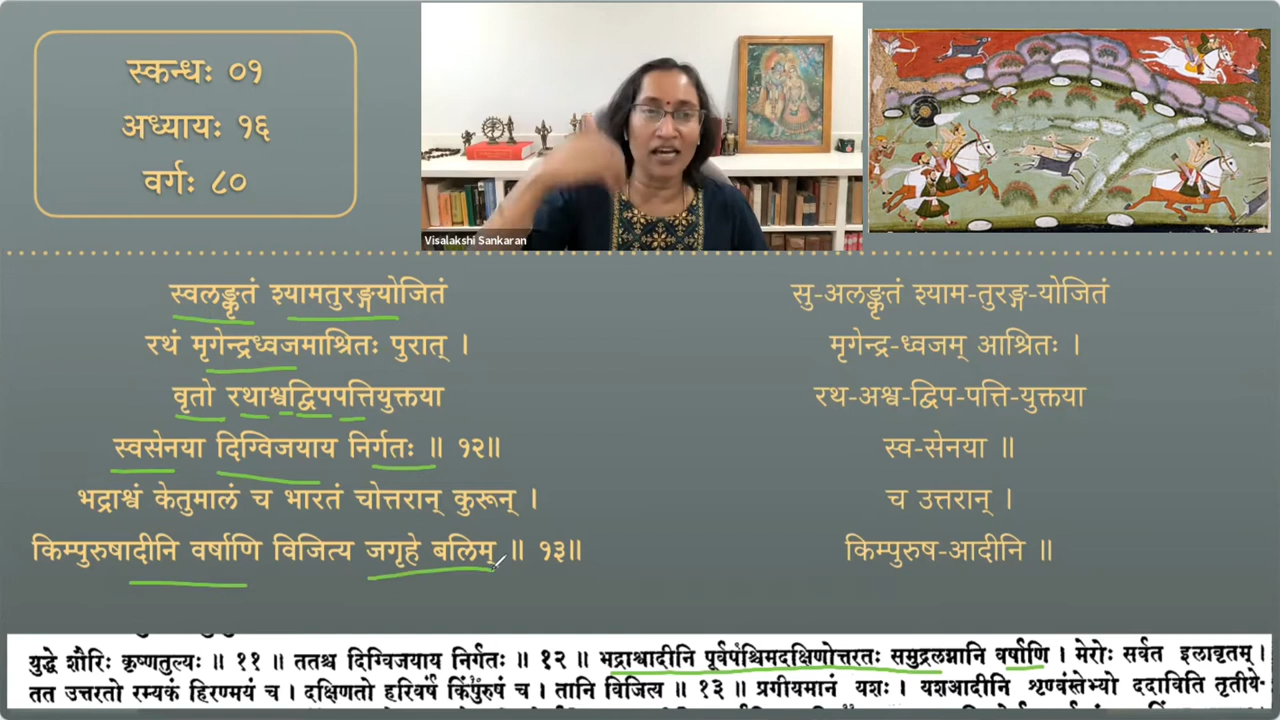 स्कन्धः ०१
अध्यायः १६
वर्गः ८०
Visalakshi Sankaran
स्वलङ्कृतं श्यामतुरङ्गयोजितं
रथं मृगेन्द्रध्वजमाश्रितः पुरात् ।
वृतो रथाश्वद्विपपत्तियुक्तया
स्वसेनया दिग्विजयाय निर्गतः ॥ १२॥
भद्राश्वं केतुमालं च भारतं चोत्तरान् कुरून् ।
किम्पुरुषादीनि वर्षाणि विजित्य जगृहे बलिम् ॥ १३॥
सु-अलङ्कृतं श्याम-तुरङ्ग-योजितं
मृगेन्द्र-ध्वजम् आश्रितः ।
रथ-अश्व-द्विप-पत्ति-युक्तया
स्व-सेनया ॥
च उत्तरान् ।
किम्पुरुष-आदीनि ॥
युद्धे शौरिः कृष्णतुल्यः ॥ ११ ॥ ततश्च दिग्विजयाय निर्गतः ॥ १२ ॥ भद्राश्वादीनि पूर्वपश्चिमदक्षिणोत्तरतः समुद्रलग्नानि वर्षाणि । मेरोः सर्वत इलावृतम् ।
तत उत्तरतो रम्यकं हिरण्मयं च । दक्षिणतो हरिवर्षं किंपुरुषं च । तानि विजित्य ॥ १३ ॥ प्रगीयमानं यशः । यशआदीनि शृण्वंस्तेभ्यो ददाविति तृतीये-